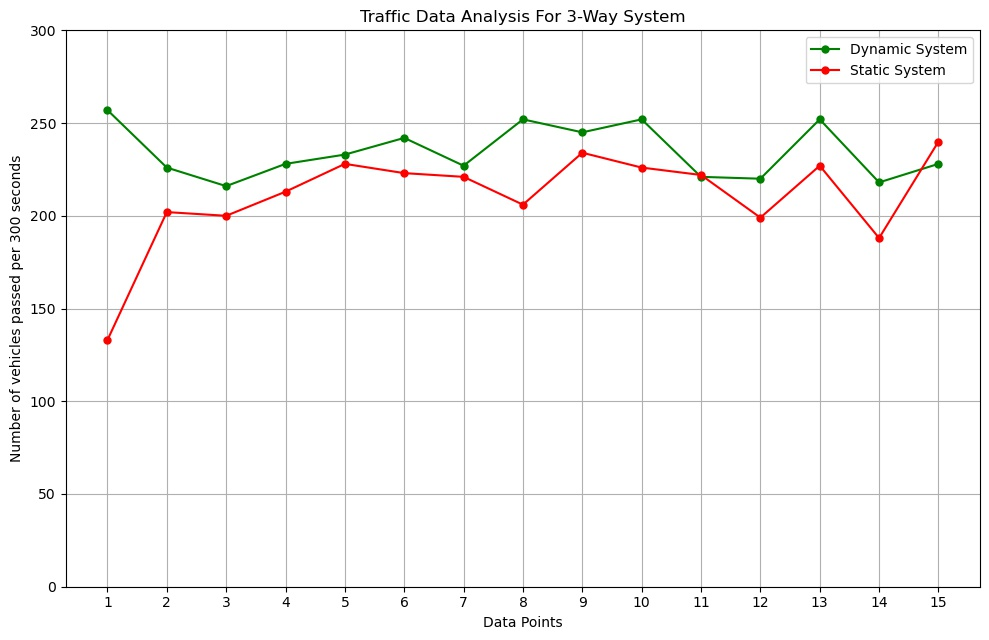 Traffic Data Analysis For 3-Way System
Dynamic System
Static System
Number of vehicles passed per 300 seconds
300
250
200
150
100
50
0
1 2 3 4 5 6 7 8 9 10 11 12 13 14 15
Data Points